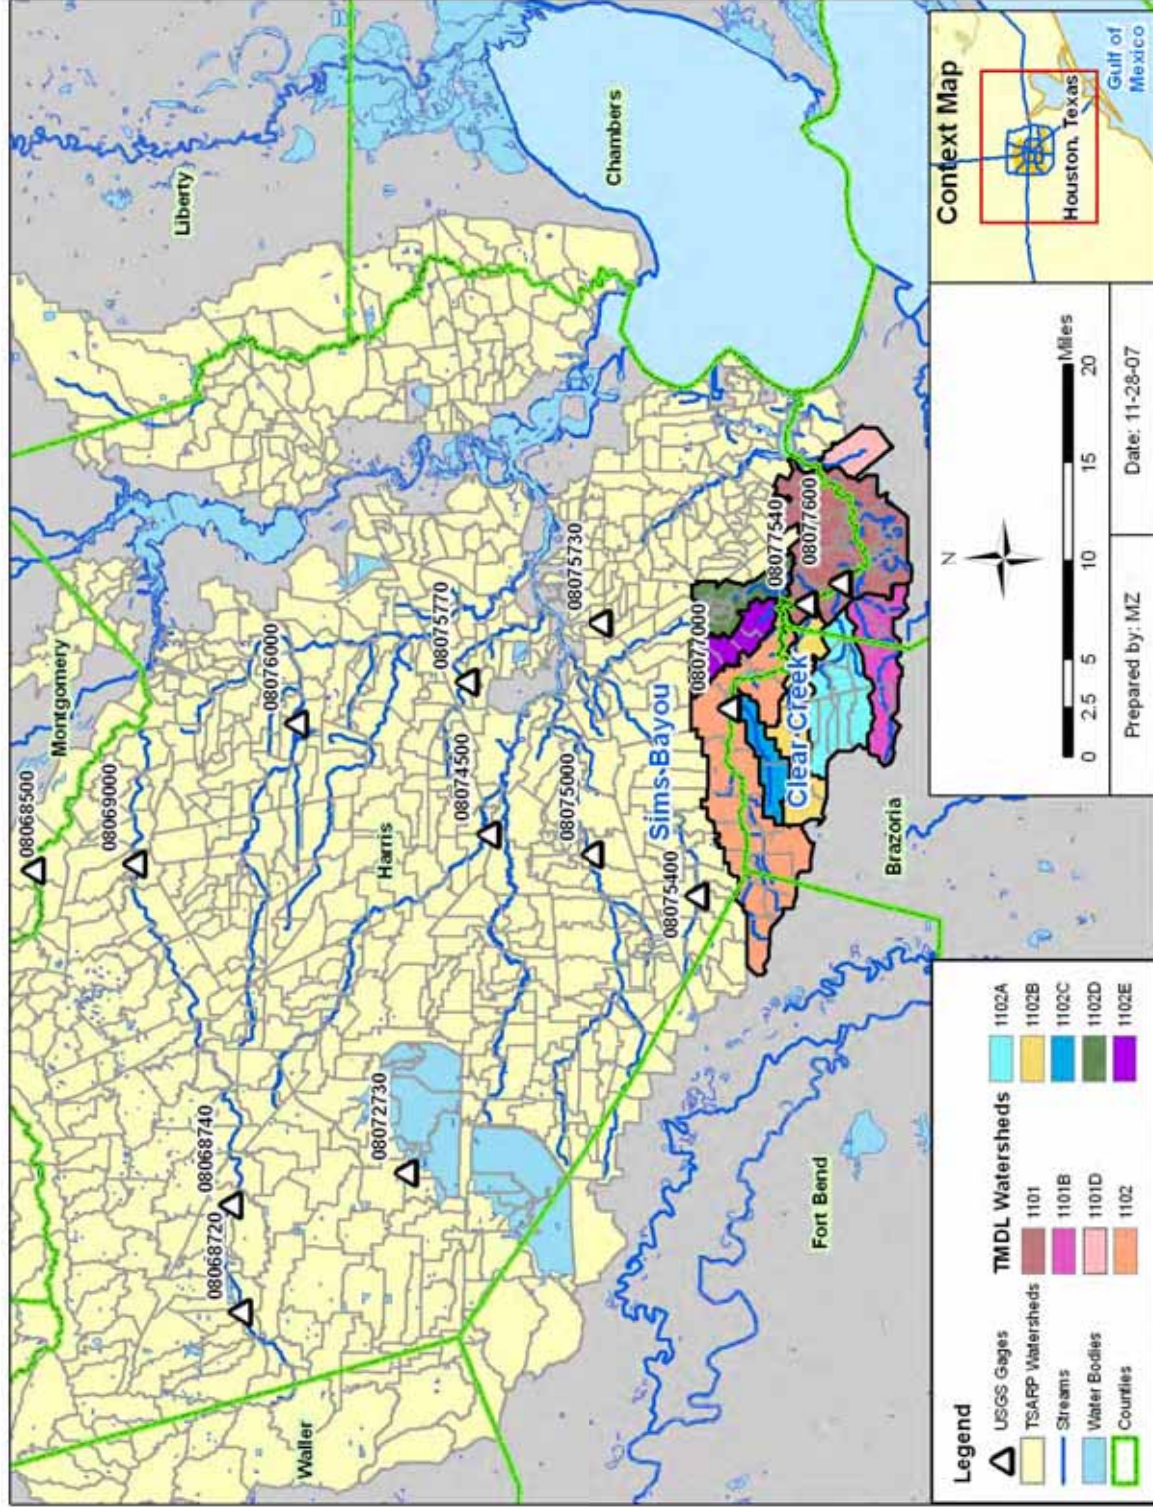 Montgomery
Liberty
Chambers
Harris
Waller
Fort Bend
Brazoria
08068500
08069000
08076000
08075770
08075730
08074500
08075000
08075400
08077000
08077540
08077600
08068740
08068720
08072730
Sims Bayou
Clear Creek
Legend
USGS Gages
TSARP Watersheds
Streams
Water Bodies
Counties
TMDL Watersheds
1101
1101B
1101D
1102
1102A
1102B
1102C
1102D
1102E
N
0 2.5 5 10 15 20
Miles
Prepared by: MZ
Date: 11-28-07
Context Map
Houston, Texas
Gulf of
Mexico